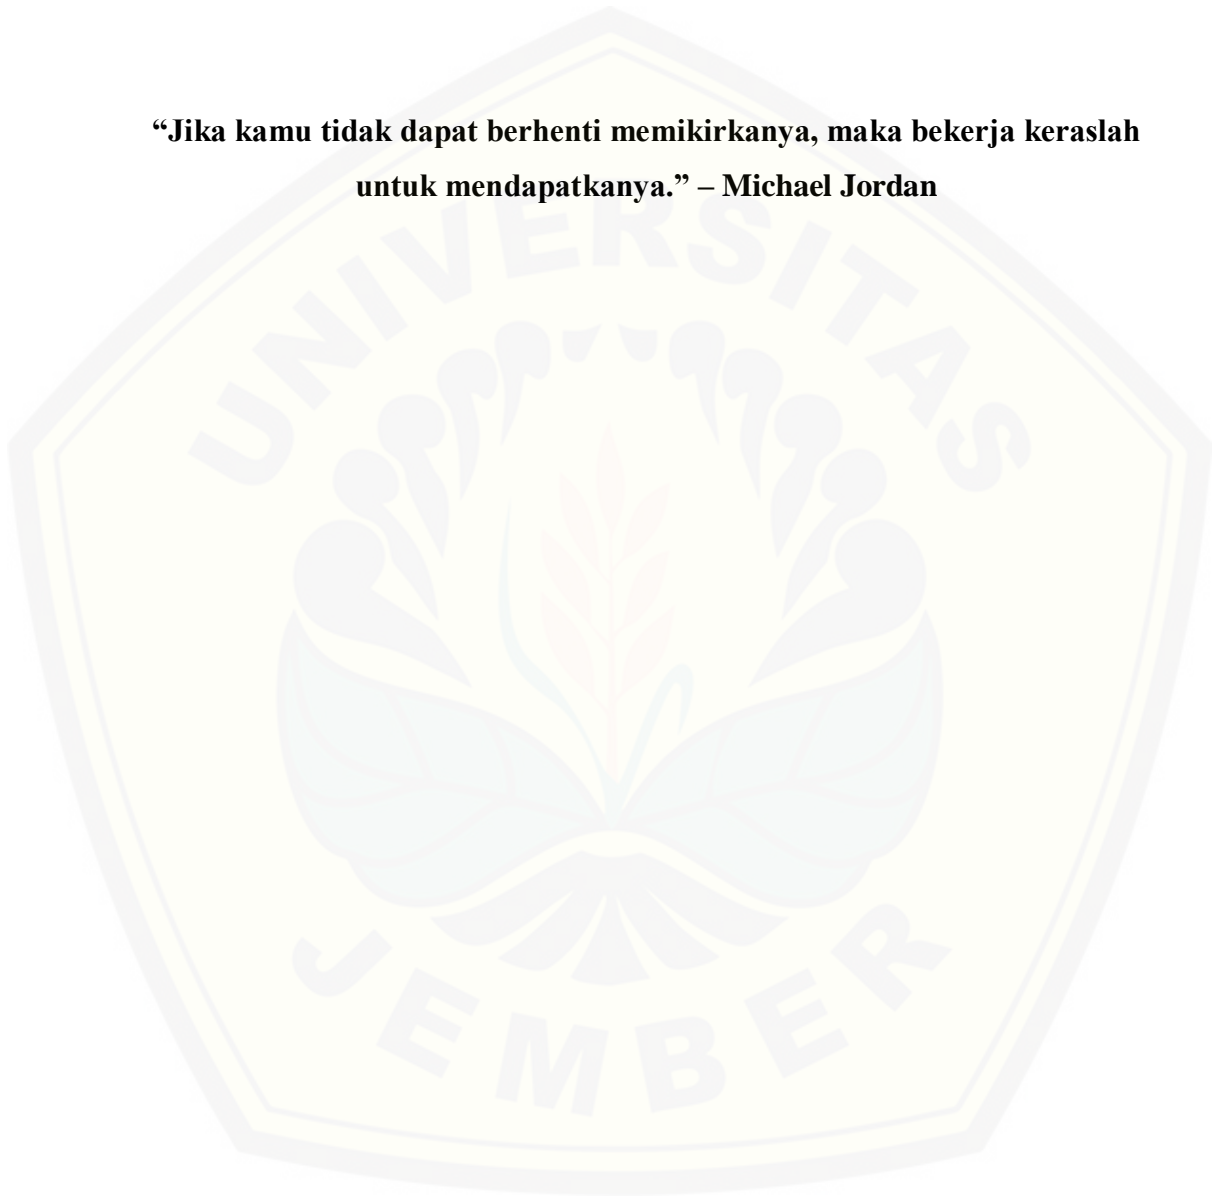 “Jika kamu tidak dapat berhenti memikirkanya, maka bekerja keraslah
untuk mendapatkanya.” – Michael Jordan
UNIVERSITAS
JEMBER